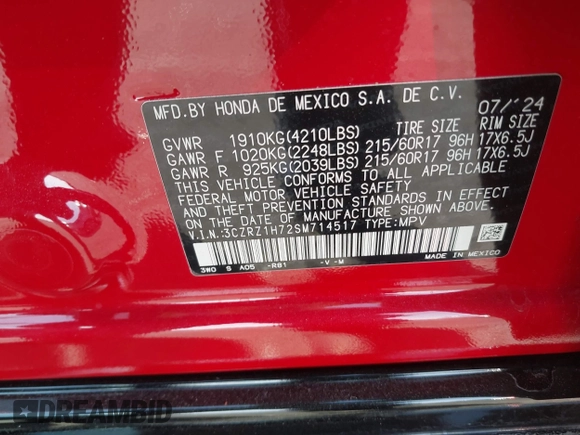 MFD.BY HONDA DE MEXICO S.A. DE C.V. 07/'24
TIRE SIZE RIM SIZE
GVWR 1910KG(4210LBS)
GAWR F 1020KG(2248LBS) 215/60R17 96H 17X6.5J
GAWR R 925KG(2039LBS) 215/60R17 96H 17X6.5J
THIS VEHICLE CONFORMS TO ALL APPLICABLE
FEDERAL MOTOR VEHICLE SAFETY
AND THEFT PREVENTION STANDARDS IN EFFECT
ON THE DATE OF MANUFACTURE SHOWN ABOVE.
V.I.N.:3CZRZ1H72SM714517 TYPE:MPV
3W0 S A05 -R81 -V -M MADE IN MEXICO
DREAMBID